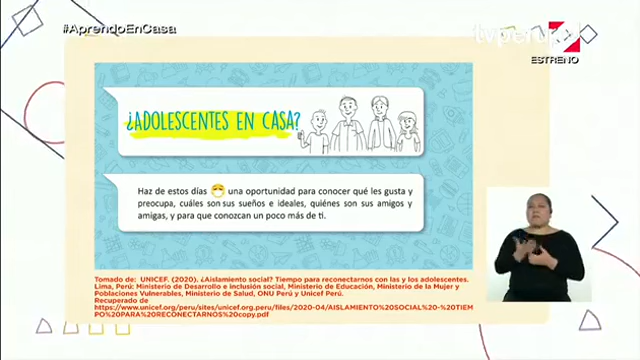 #AprendoEnCasa
tvperu
ESTRENO
¿ADOLESCENTES EN CASA?
Haz de estos días 😷 una oportunidad para conocer qué les gusta y
preocupa, cuáles son sus sueños e ideales, quiénes son sus amigos y
amigas, y para que conozcan un poco más de ti.
Tomado de: UNICEF. (2020). ¿Aislamiento social? Tiempo para reconectarnos con las y los adolescentes.
Lima, Perú: Ministerio de Desarrollo e inclusión social, Ministerio de Educación, Ministerio de la Mujer y
Poblaciones Vulnerables, Ministerio de Salud, ONU Perú y Unicef Perú.
Recuperado de
https://www.unicef.org/peru/sites/unicef.org.peru/files/2020-04/AISLAMIENTO%20SOCIAL%20-%20TIEM
PO%20PARA%20RECONECTARNOS%20copy.pdf